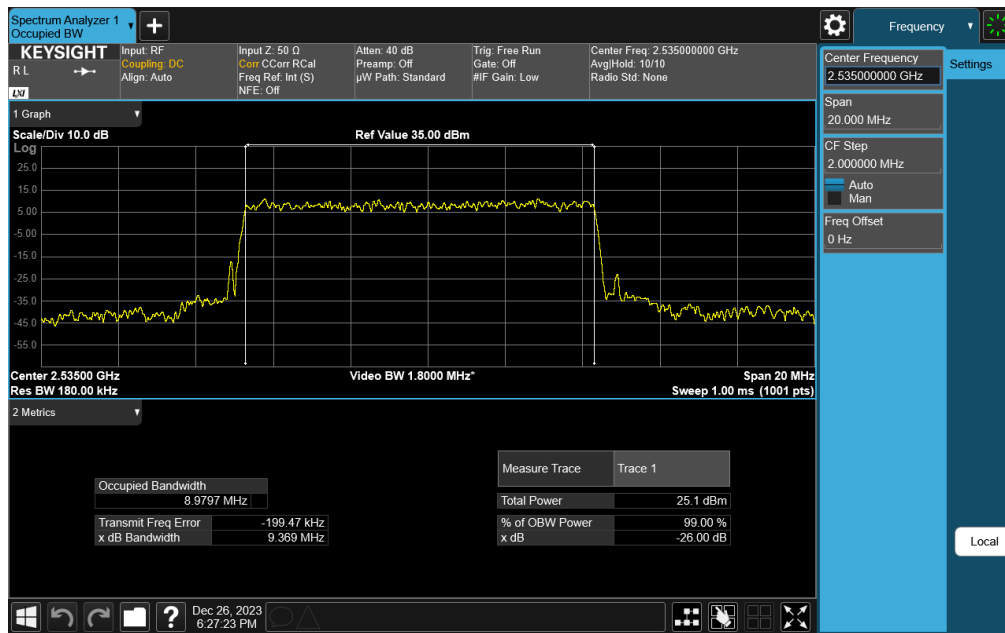 Spectrum Analyzer 1
Occupied BW
Frequency
KEYSIGHT
R L
LXI
Input: RF
Coupling: DC
Align: Auto
Input Z: 50 Ω
Corr CCorr RCal
Freq Ref: Int (S)
NFE: Off
Atten: 40 dB
Preamp: Off
µW Path: Standard
Trig: Free Run
Gate: Off
#IF Gain: Low
Center Freq: 2.535000000 GHz
Avg|Hold: 10/10
Radio Std: None
Center Frequency
2.535000000 GHz
Settings
Span
20.000 MHz
CF Step
2.000000 MHz
Auto
Man
Freq Offset
0 Hz
Local
1 Graph
Scale/Div 10.0 dB
Ref Value 35.00 dBm
Log
25.0
15.0
5.00
-5.00
-15.0
-25.0
-35.0
-45.0
-55.0
Center 2.53500 GHz
Video BW 1.8000 MHz*
Span 20 MHz
Res BW 180.00 kHz
Sweep 1.00 ms (1001 pts)
2 Metrics
Measure Trace
Trace 1
Occupied Bandwidth
8.9797 MHz
Total Power
25.1 dBm
Transmit Freq Error
-199.47 kHz
% of OBW Power
99.00 %
x dB Bandwidth
9.369 MHz
x dB
-26.00 dB
?
Dec 26, 2023
6:27:23 PM